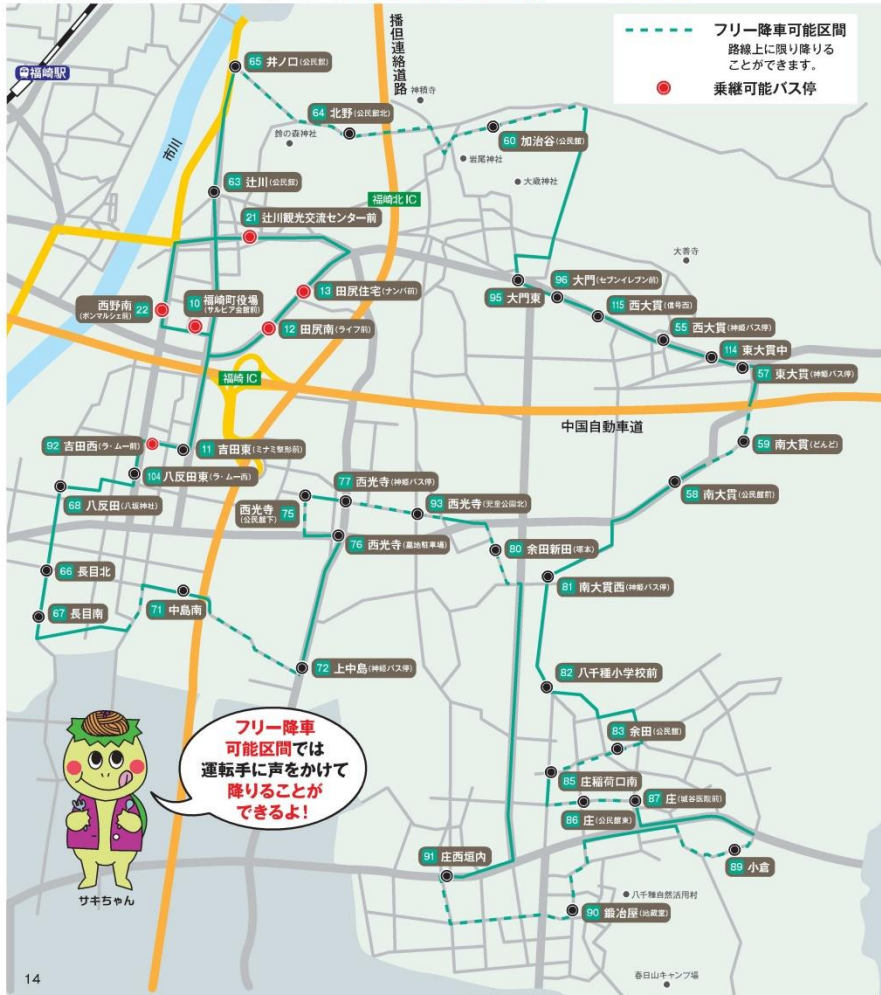 播但連絡道路
フリー降車可能区間
路線上に限り降りる
ことができます。
乗継可能バス停
福崎駅
市川
65 井ノ口(公民館)
64 北野(公民館北)
神積寺
鈴の森神社
60 加治谷(公民館)
岩尾神社
大歳神社
63 辻川(公民館)
福崎北IC
21 辻川観光交流センター前
大善寺
96 大門(セブンイレブン前)
95 大門東
115 西大貫(信号西)
55 西大貫(神姫バス停)
114 東大貫中
57 東大貫(神姫バス停)
西野南
(ボンマルシェ前)
22
10 福崎町役場
(サルビア会館前)
13 田尻住宅(ナンバ前)
12 田尻南(ライフ前)
福崎IC
中国自動車道
59 南大貫(どんど)
58 南大貫(公民館前)
92 吉田西(ラ・ムー前)
11 吉田東(ミナミ整形前)
104 八反田東(ラ・ムー西)
68 八反田(八坂神社)
77 西光寺(神姫バス停)
西光寺
(公民館下)
75
93 西光寺(児童公園北)
76 西光寺(墓地駐車場)
80 余田新田(塚本)
81 南大貫西(神姫バス停)
66 長目北
67 長目南
71 中島南
72 上中島(神姫バス停)
82 八千種小学校前
83 余田(公民館)
85 庄稲荷口南
87 庄(城谷医院前)
86 庄(公民館東)
89 小倉
91 庄西垣内
90 鍛冶屋(地蔵堂)
八千種自然活用村
春日山キャンプ場
フリー降車
可能区間では
運転手に声をかけて
降りることが
できるよ!
サキちゃん
14